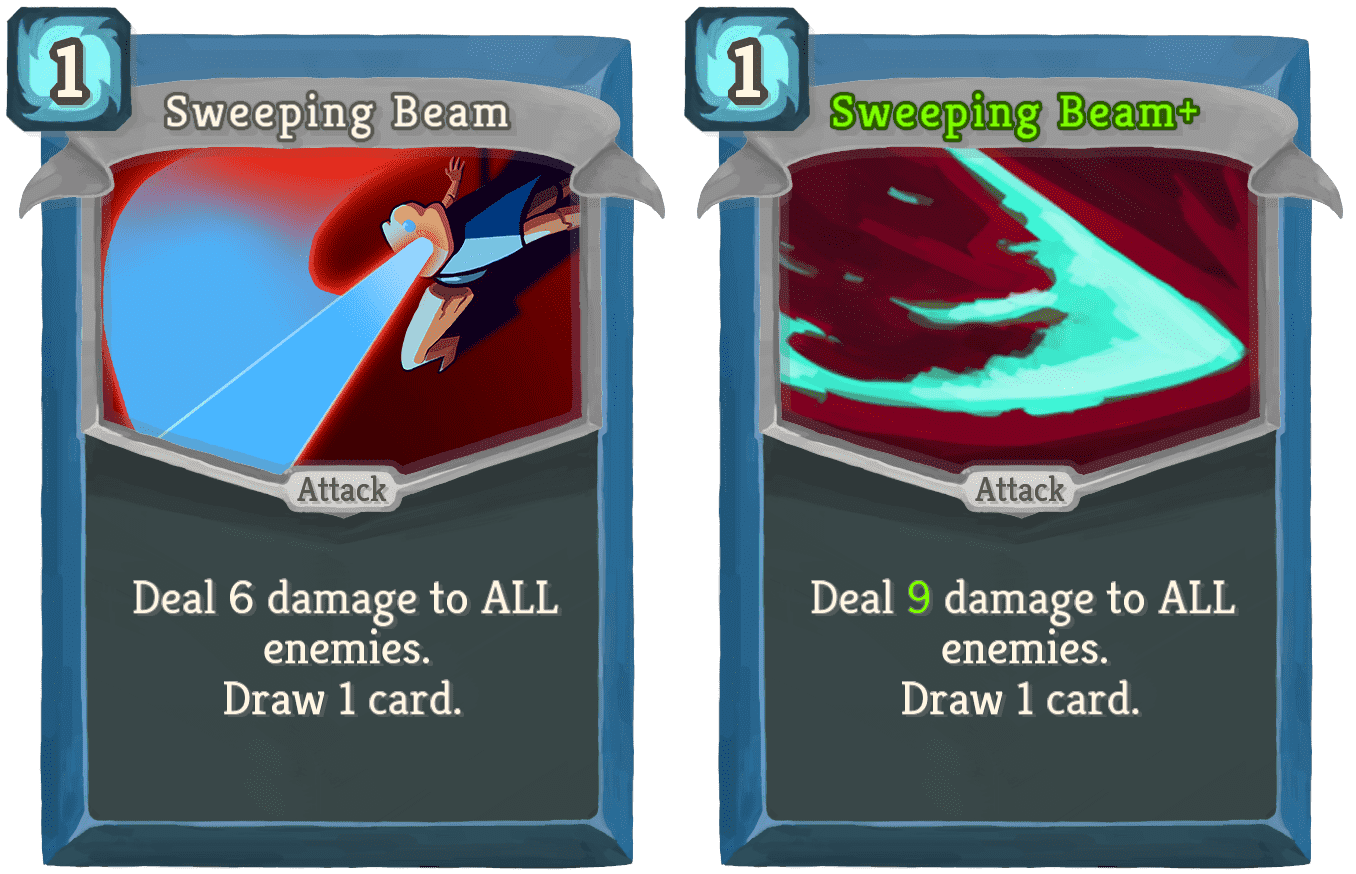 1
Sweeping Beam
Attack
Deal 6 damage to ALL
enemies.
Draw 1 card.
1
Sweeping Beam+
Attack
Deal 9 damage to ALL
enemies.
Draw 1 card.